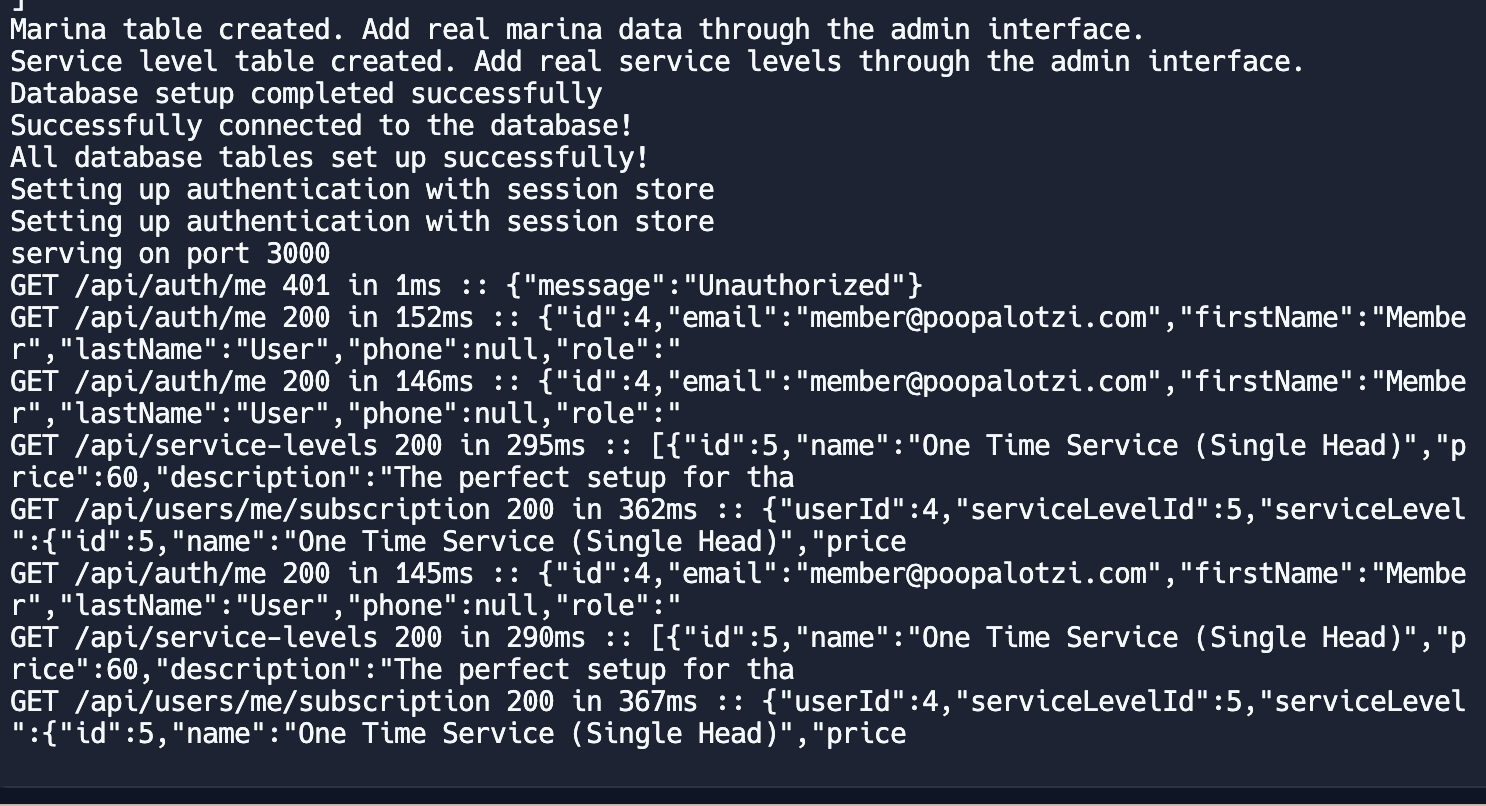 ]
Marina table created. Add real marina data through the admin interface.
Service level table created. Add real service levels through the admin interface.
Database setup completed successfully
Successfully connected to the database!
All database tables set up successfully!
Setting up authentication with session store
Setting up authentication with session store
serving on port 3000
GET /api/auth/me 401 in 1ms :: {"message":"Unauthorized"}
GET /api/auth/me 200 in 152ms :: {"id":4,"email":"member@poopalotzi.com","firstName":"Membe
r","lastName":"User","phone":null,"role":"
GET /api/auth/me 200 in 146ms :: {"id":4,"email":"member@poopalotzi.com","firstName":"Membe
r","lastName":"User","phone":null,"role":"
GET /api/service-levels 200 in 295ms :: [{"id":5,"name":"One Time Service (Single Head)","p
rice":60,"description":"The perfect setup for tha
GET /api/users/me/subscription 200 in 362ms :: {"userId":4,"serviceLevelId":5,"serviceLevel
":{"id":5,"name":"One Time Service (Single Head)","price
GET /api/auth/me 200 in 145ms :: {"id":4,"email":"member@poopalotzi.com","firstName":"Membe
r","lastName":"User","phone":null,"role":"
GET /api/service-levels 200 in 290ms :: [{"id":5,"name":"One Time Service (Single Head)","p
rice":60,"description":"The perfect setup for tha
GET /api/users/me/subscription 200 in 367ms :: {"userId":4,"serviceLevelId":5,"serviceLevel
":{"id":5,"name":"One Time Service (Single Head)","price